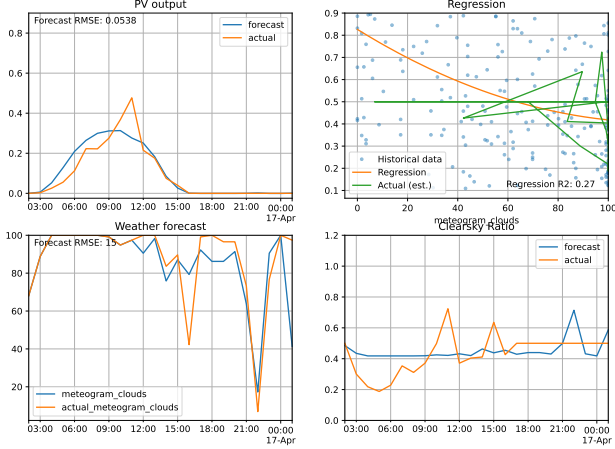 PV output
Forecast RMSE: 0.0538
forecast
actual
0.8
0.6
0.4
0.2
0.0
03:00 06:00 09:00 12:00 15:00 18:00 21:00 00:00
17-Apr
Regression
0.9
0.8
0.7
0.6
0.5
0.4
0.3
0.2
0.1
Historical data
Regression
Actual (est.)
Regression R2: 0.27
0 20 40 60 80 100
meteogram_clouds
Weather forecast
Forecast RMSE: 15
100
80
60
40
20
meteogram_clouds
actual_meteogram_clouds
03:00 06:00 09:00 12:00 15:00 18:00 21:00 00:00
17-Apr
Clearsky Ratio
forecast
actual
1.2
1.0
0.8
0.6
0.4
0.2
0.0
03:00 06:00 09:00 12:00 15:00 18:00 21:00 00:00
17-Apr